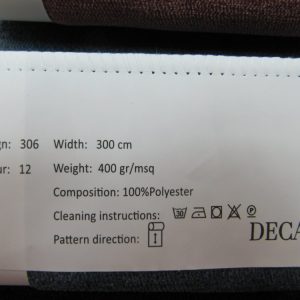 gn: 306 Width: 300 cm
ur: 12 Weight: 400 gr/msq
Composition: 100%Polyester
Cleaning instructions: 30
Pattern direction:
DECA